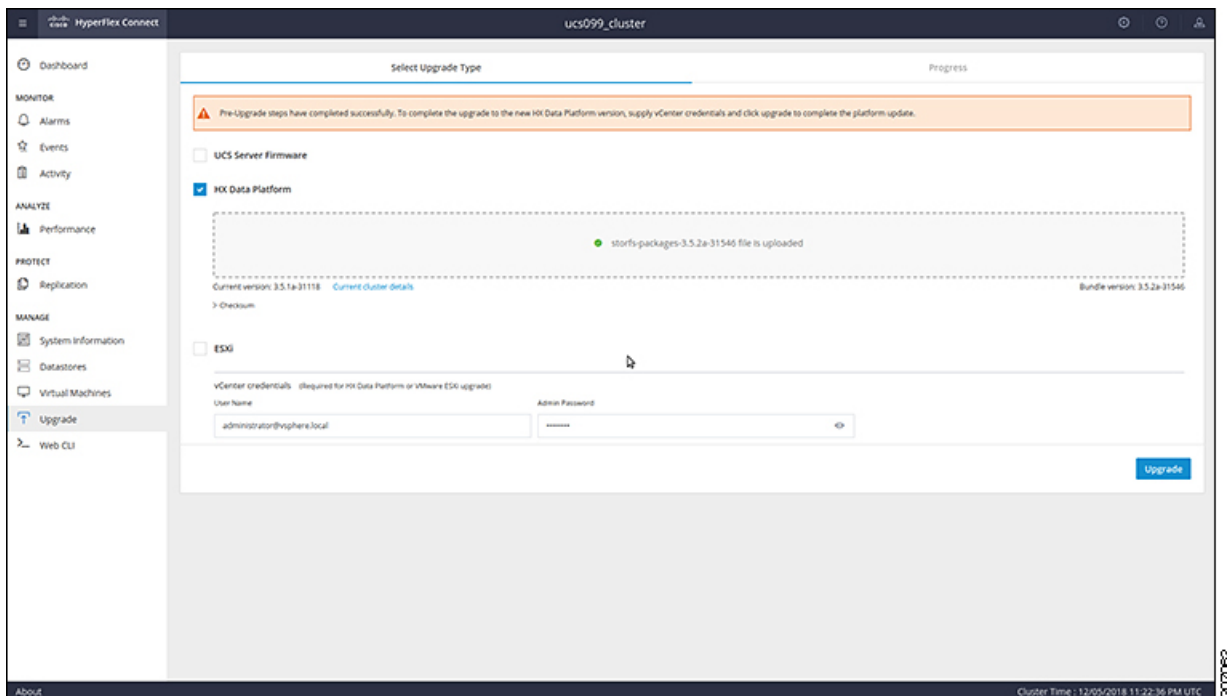 cisco HyperFlex Connect
ucs099_cluster
Dashboard
MONITOR
Alarms
Events
Activity
ANALYZE
Performance
PROTECT
Replication
MANAGE
System Information
Datastores
Virtual Machines
Upgrade
Web CLI
Select Upgrade Type
Progress
Pre-Upgrade steps have completed successfully. To complete the upgrade to the new HX Data Platform version, supply vCenter credentials and click upgrade to complete the platform update.
UCS Server Firmware
HX Data Platform
storfs-packages-3.5.2a-31546 file is uploaded
Current version: 3.5.1a-31118 Current cluster details
Bundle version: 3.5.2a-31546
> Checksum
ESXi
vCenter credentials (Required for HX Data Platform or VMware ESXi upgrade)
User Name
Admin Password
administrator@vsphere.local
Upgrade
About
Cluster Time : 12/05/2018 11:22:36 PM UTC